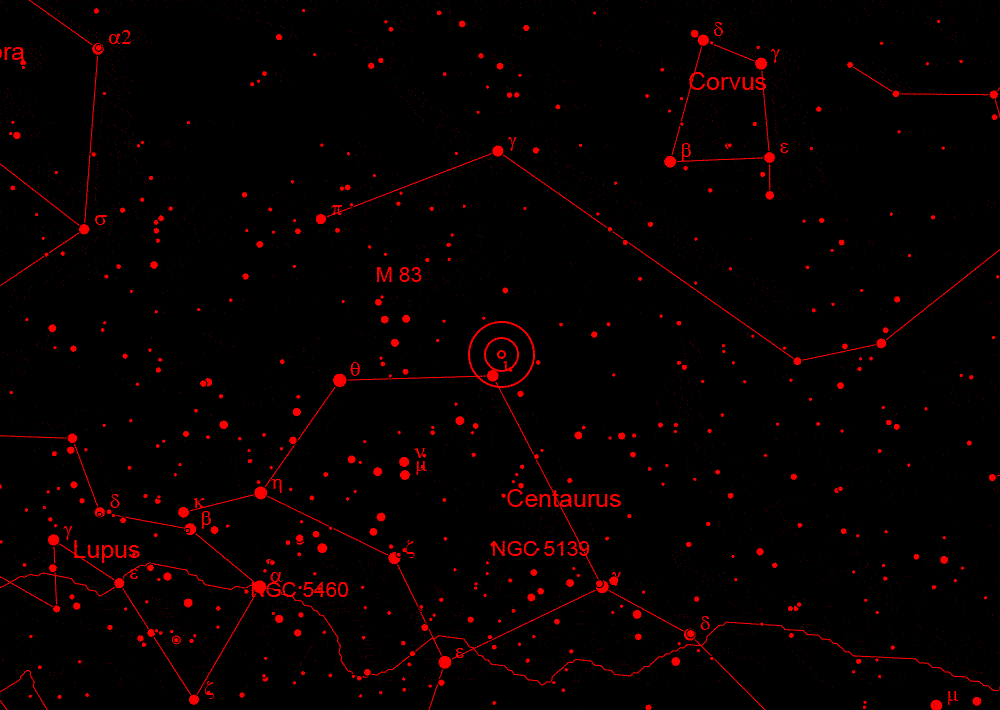 δ
α2
ora
γ
Corvus
γ
β
ε
π
σ
M 83
ι
θ
ν
μ
η
Centaurus
δ
κ
β
γ
Lupus
ζ
NGC 5139
ε
α
γ
NGC 5460
δ
ε
ζ
μ